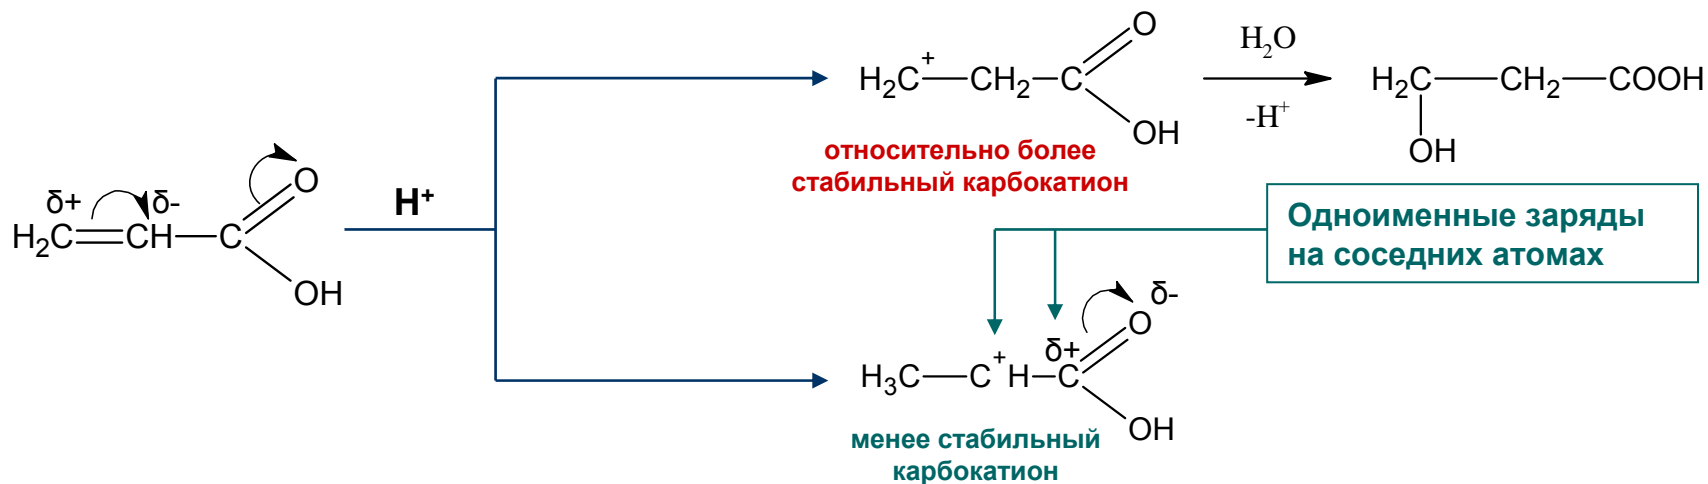 O
H₂C⁺—CH₂—C
OH
H₂O
-H⁺
H₂C—CH₂—COOH
OH
относительно более
стабильный карбокатион
δ+ δ-
O
H₂C=CH—C
OH
H⁺
Одноименные заряды
на соседних атомах
δ-
O
δ+
H₃C—C⁺H—C
OH
менее стабильный
карбокатион